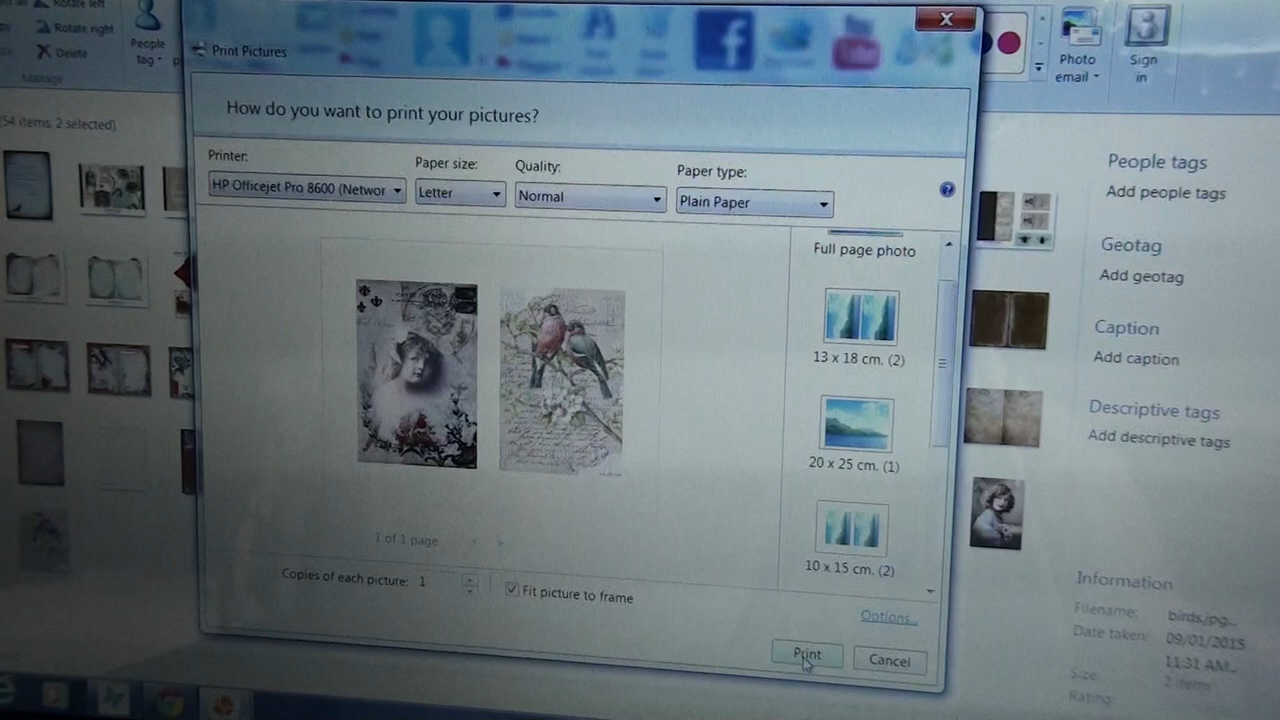 Rotate left
Rotate right
Delete
Manage
People
tag
Photo
email
Sign
in
54 items, 2 selected)
Print Pictures
How do you want to print your pictures?
Printer:
Paper size:
Quality:
Paper type:
HP Officejet Pro 8600 (Networ
Letter
Normal
Plain Paper
Full page photo
13 x 18 cm. (2)
20 x 25 cm. (1)
10 x 15 cm. (2)
1 of 1 page
Copies of each picture: 1
Fit picture to frame
Options...
Print
Cancel
People tags
Add people tags
Geotag
Add geotag
Caption
Add caption
Descriptive tags
Add descriptive tags
Information
Filename: birds.jpg...
Date taken: 09/01/2015
11:31 AM...
Size: 2 items
Rating: